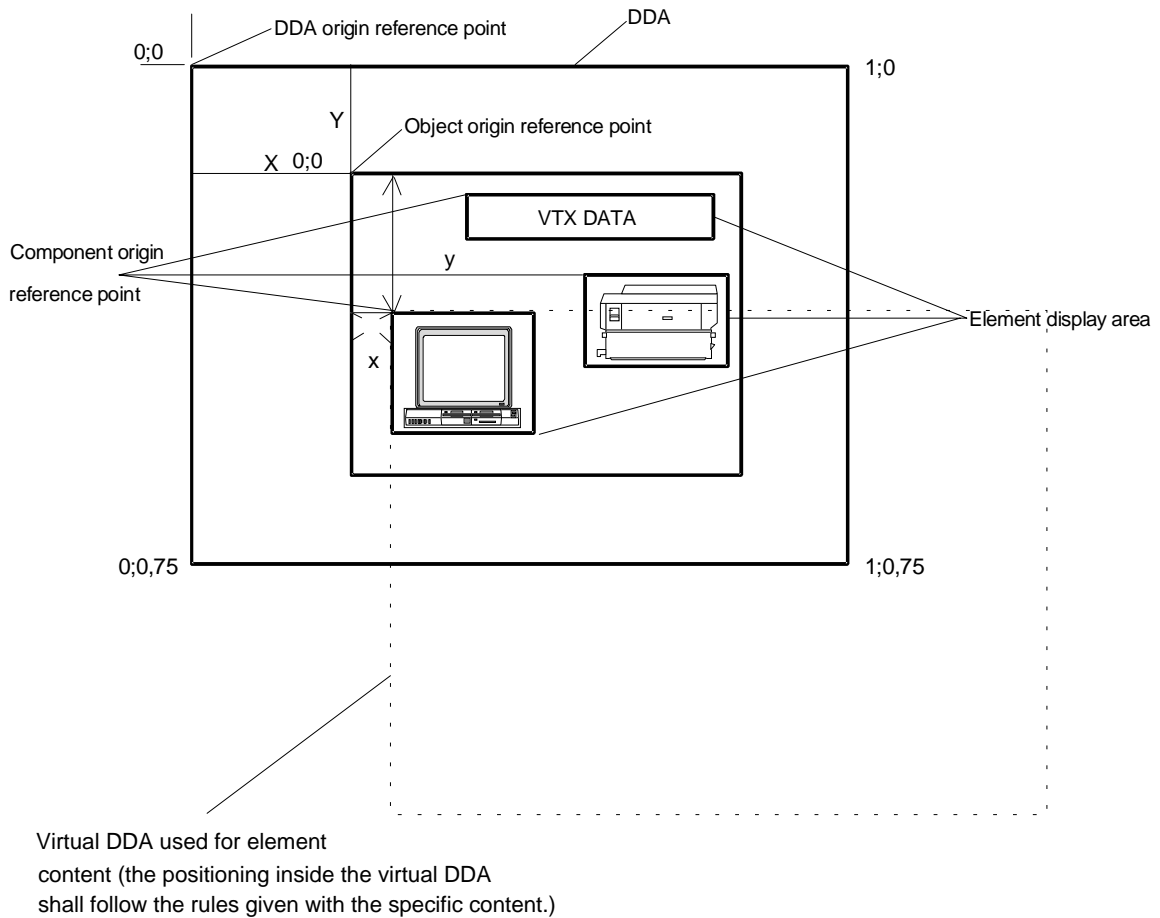 DDA origin reference point
DDA
0;0
1;0
Y
Object origin reference point
X 0;0
VTX DATA
Component origin
reference point
y
Element display area
x
0;0,75
1;0,75
Virtual DDA used for element
content (the positioning inside the virtual DDA
shall follow the rules given with the specific content.)